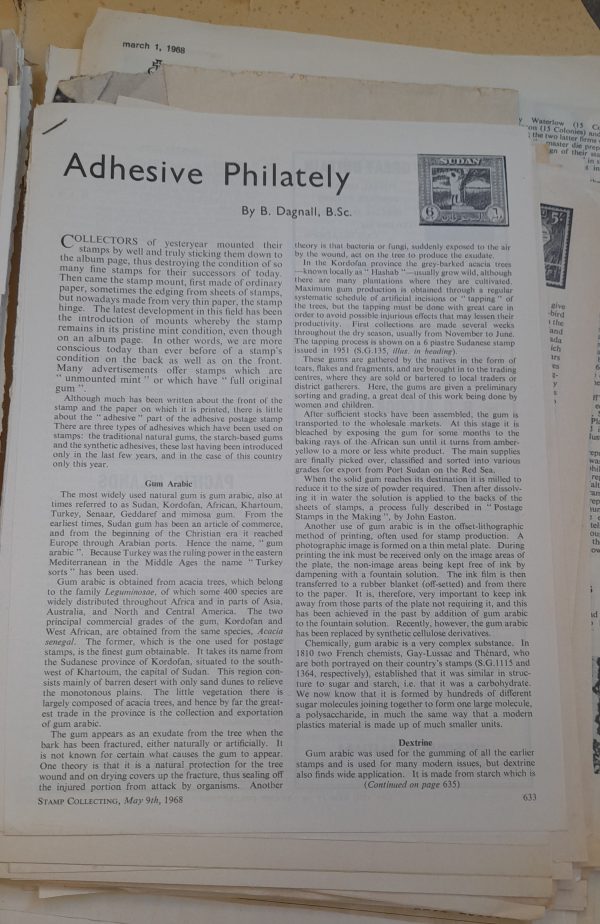 march 1, 1968
Adhesive Philately
By B. Dagnall, B.Sc.
SUDAN
6
COLLECTORS of yesteryear mounted their
stamps by well and truly sticking them down to
the album page, thus destroying the condition of so
many fine stamps for their successors of today.
Then came the stamp mount, first made of ordinary
paper, sometimes the edging from sheets of stamps,
but nowadays made from very thin paper, the stamp
hinge. The latest development in this field has been
the introduction of mounts whereby the stamp
remains in its pristine mint condition, even though
on an album page. In other words, we are more
conscious today than ever before of a stamp's
condition on the back as well as on the front.
Many advertisements offer stamps which are
" unmounted mint " or which have " full original
gum ".
Although much has been written about the front of the
stamp and the paper on which it is printed, there is little
about the " adhesive " part of the adhesive postage stamp
There are three types of adhesives which have been used on
stamps: the traditional natural gums, the starch-based gums
and the synthetic adhesives, these last having been introduced
only in the last few years, and in the case of this country
only this year.
Gum Arabic
The most widely used natural gum is gum arabic, also at
times referred to as Sudan, Kordofan, African, Khartoum,
Turkey, Senaar, Geddaref and mimosa gum. From the
earliest times, Sudan gum has been an article of commerce,
and from the beginning of the Christian era it reached
Europe through Arabian ports. Hence the name, " gum
arabic ". Because Turkey was the ruling power in the eastern
Mediterranean in the Middle Ages the name " Turkey
sorts " has been used.
Gum arabic is obtained from acacia trees, which belong
to the family Leguminosae, of which some 400 species are
widely distributed throughout Africa and in parts of Asia,
Australia, and North and Central America. The two
principal commercial grades of the gum, Kordofan and
West African, are obtained from the same species, Acacia
senegal. The former, which is the one used for postage
stamps, is the finest gum obtainable. It takes its name from
the Sudanese province of Kordofan, situated to the south-
west of Khartoum, the capital of Sudan. This region con-
sists mainly of barren desert with only sand dunes to relieve
the monotonous plains. The little vegetation there is
largely composed of acacia trees, and hence by far the great-
est trade in the province is the collection and exportation
of gum arabic.
The gum appears as an exudate from the tree when the
bark has been fractured, either naturally or artificially. It
is not known for certain what causes the gum to appear.
One theory is that it is a natural protection for the tree
wound and on drying covers up the fracture, thus sealing off
the injured portion from attack by organisms. Another
theory is that bacteria or fungi, suddenly exposed to the air
by the wound, act on the tree to produce the exudate.
In the Kordofan province the grey-barked acacia trees
—known locally as " Hashab "—usually grow wild, although
there are many plantations where they are cultivated.
Maximum gum production is obtained through a regular
systematic schedule of artificial incisions or " tapping " of
the trees, but the tapping must be done with great care in
order to avoid possible injurious effects that may lessen their
productivity. First collections are made several weeks
throughout the dry season, usually from November to June.
The tapping process is shown on a 6 piastre Sudanese stamp
issued in 1951 (S.G.135, illus. in heading).
These gums are gathered by the natives in the form of
tears, flakes and fragments, and are brought in to the trading
centres, where they are sold or bartered to local traders or
district gatherers. Here, the gums are given a preliminary
sorting and grading, a great deal of this work being done by
women and children.
After sufficient stocks have been assembled, the gum is
transported to the wholesale markets. At this stage it is
bleached by exposing the gum for some months to the
baking rays of the African sun until it turns from amber-
yellow to a more or less white product. The main supplies
are finally picked over, classified and sorted into various
grades for export from Port Sudan on the Red Sea.
When the solid gum reaches its destination it is milled to
reduce it to the size of powder required. Then after dissolv-
ing it in water the solution is applied to the backs of the
sheets of stamps, a process fully described in " Postage
Stamps in the Making ", by John Easton.
Another use of gum arabic is in the offset-lithographic
method of printing, often used for stamp production. A
photographic image is formed on a thin metal plate. During
printing the ink must be received only on the image areas of
the plate, the non-image areas being kept free of ink by
dampening with a fountain solution. The ink film is then
transferred to a rubber blanket (off-setted) and from there
to the paper. It is, therefore, very important to keep ink
away from those parts of the plate not requiring it, and this
has been achieved in the past by addition of gum arabic
to the fountain solution. Recently, however, the gum arabic
has been replaced by synthetic cellulose derivatives.
Chemically, gum arabic is a very complex substance. In
1810 two French chemists, Gay-Lussac and Thénard, who
are both portrayed on their country's stamps (S.G.1115 and
1364, respectively), established that it was similar in struc-
ture to sugar and starch, i.e. that it was a carbohydrate.
We now know that it is formed by hundreds of different
sugar molecules joining together to form one large molecule,
a polysaccharide, in much the same way that a modern
plastics material is made up of much smaller units.
Dextrine
Gum arabic was used for the gumming of all the earlier
stamps and is used for many modern issues, but dextrine
also finds wide application. It is made from starch which is
(Continued on page 635)
STAMP COLLECTING, May 9th, 1968
633
Waterlow (15
(15 Colonies) and
the two latter firms
master die prep
5/-
give
-bird
the
and